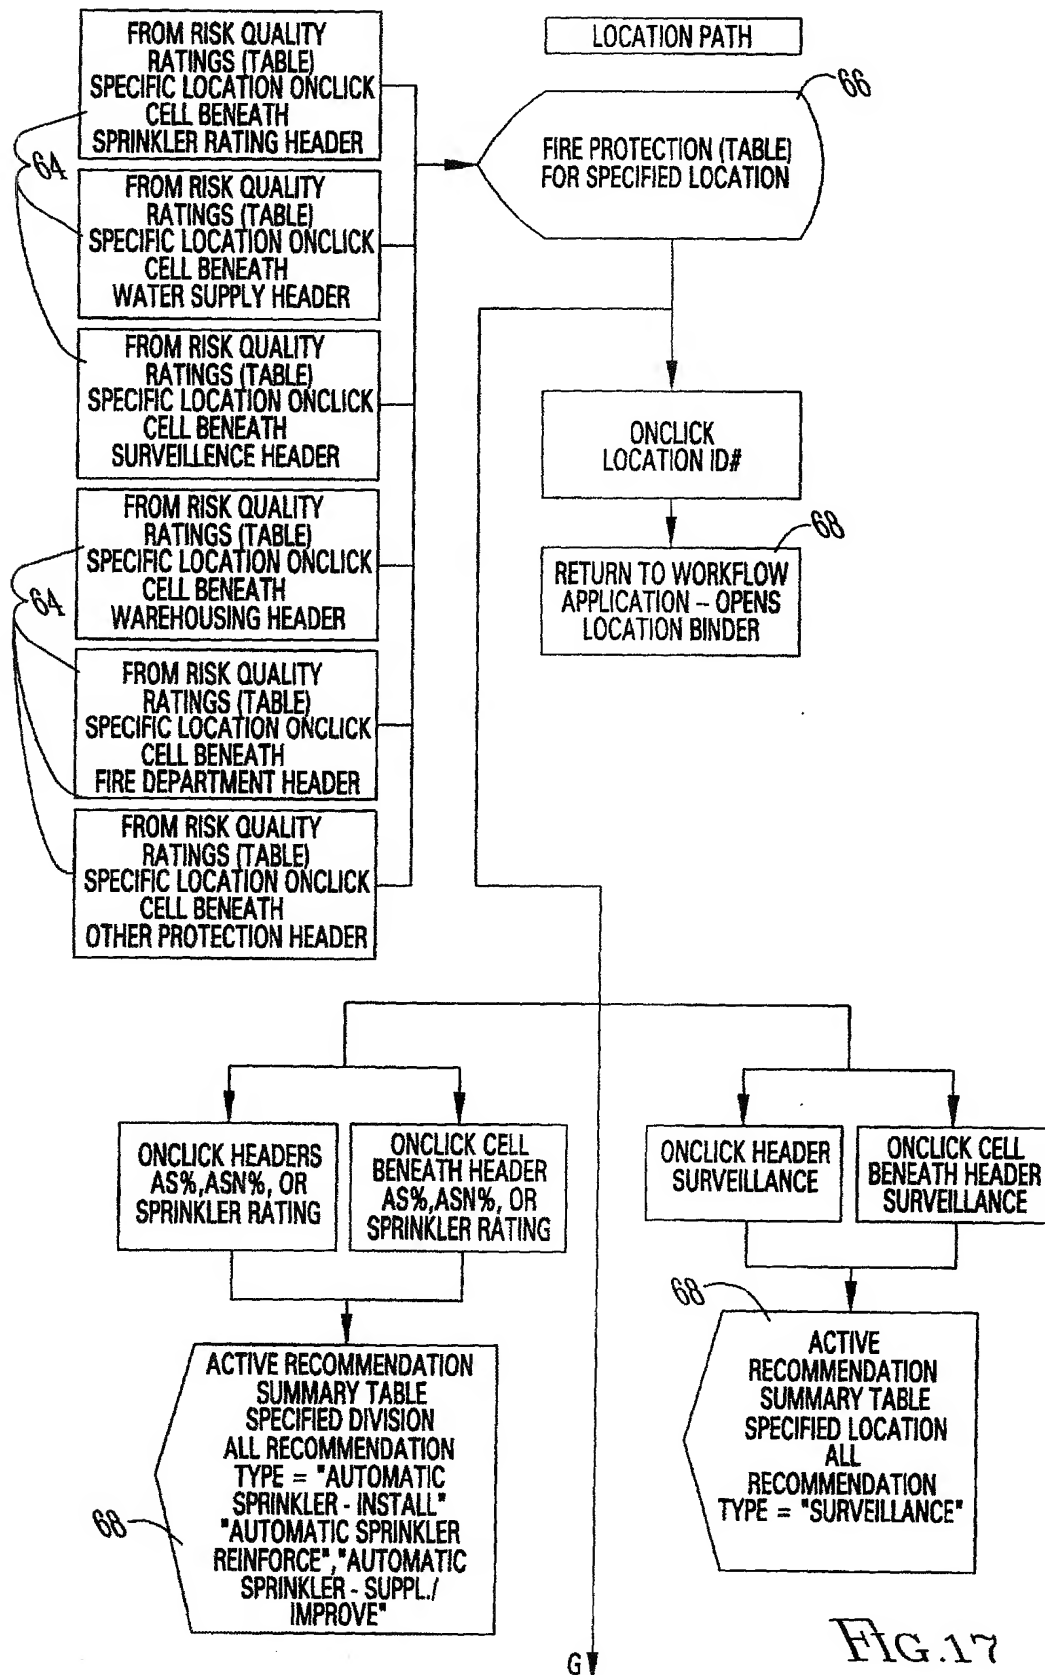 FROM RISK QUALITY
RATINGS (TABLE)
SPECIFIC LOCATION ONCLICK
CELL BENEATH
SPRINKLER RATING HEADER
64
FROM RISK QUALITY
RATINGS (TABLE)
SPECIFIC LOCATION ONCLICK
CELL BENEATH
WATER SUPPLY HEADER
FROM RISK QUALITY
RATINGS (TABLE)
SPECIFIC LOCATION ONCLICK
CELL BENEATH
SURVEILLENCE HEADER
FROM RISK QUALITY
RATINGS (TABLE)
SPECIFIC LOCATION ONCLICK
CELL BENEATH
WAREHOUSING HEADER
64
FROM RISK QUALITY
RATINGS (TABLE)
SPECIFIC LOCATION ONCLICK
CELL BENEATH
FIRE DEPARTMENT HEADER
FROM RISK QUALITY
RATINGS (TABLE)
SPECIFIC LOCATION ONCLICK
CELL BENEATH
OTHER PROTECTION HEADER
LOCATION PATH
66
FIRE PROTECTION (TABLE)
FOR SPECIFIED LOCATION
ONCLICK
LOCATION ID#
68
RETURN TO WORKFLOW
APPLICATION - OPENS
LOCATION BINDER
ONCLICK HEADERS
AS%,ASN%, OR
SPRINKLER RATING
ONCLICK CELL
BENEATH HEADER
AS%,ASN%, OR
SPRINKLER RATING
ONCLICK HEADER
SURVEILLANCE
ONCLICK CELL
BENEATH HEADER
SURVEILLANCE
ACTIVE RECOMMENDATION
SUMMARY TABLE
SPECIFIED DIVISION
ALL RECOMMENDATION
TYPE = "AUTOMATIC
SPRINKLER - INSTALL"
"AUTOMATIC SPRINKLER
REINFORCE","AUTOMATIC
SPRINKLER - SUPPL./
IMPROVE"
68
68
ACTIVE
RECOMMENDATION
SUMMARY TABLE
SPECIFIED LOCATION
ALL
RECOMMENDATION
TYPE = "SURVEILLANCE"
G
FIG.17